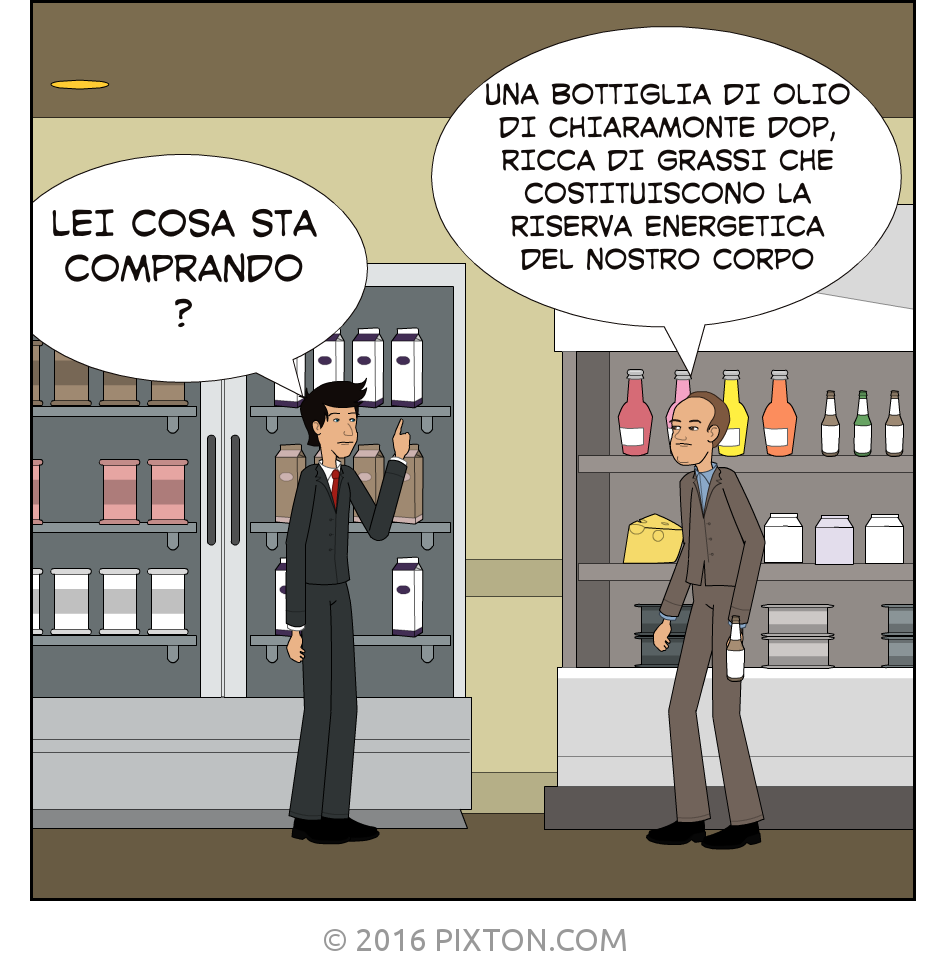 LEI COSA STA
COMPRANDO
?
UNA BOTTIGLIA DI OLIO
DI CHIARAMONTE DOP,
RICCA DI GRASSI CHE
COSTITUISCONO LA
RISERVA ENERGETICA
DEL NOSTRO CORPO
© 2016 PIXTON.COM